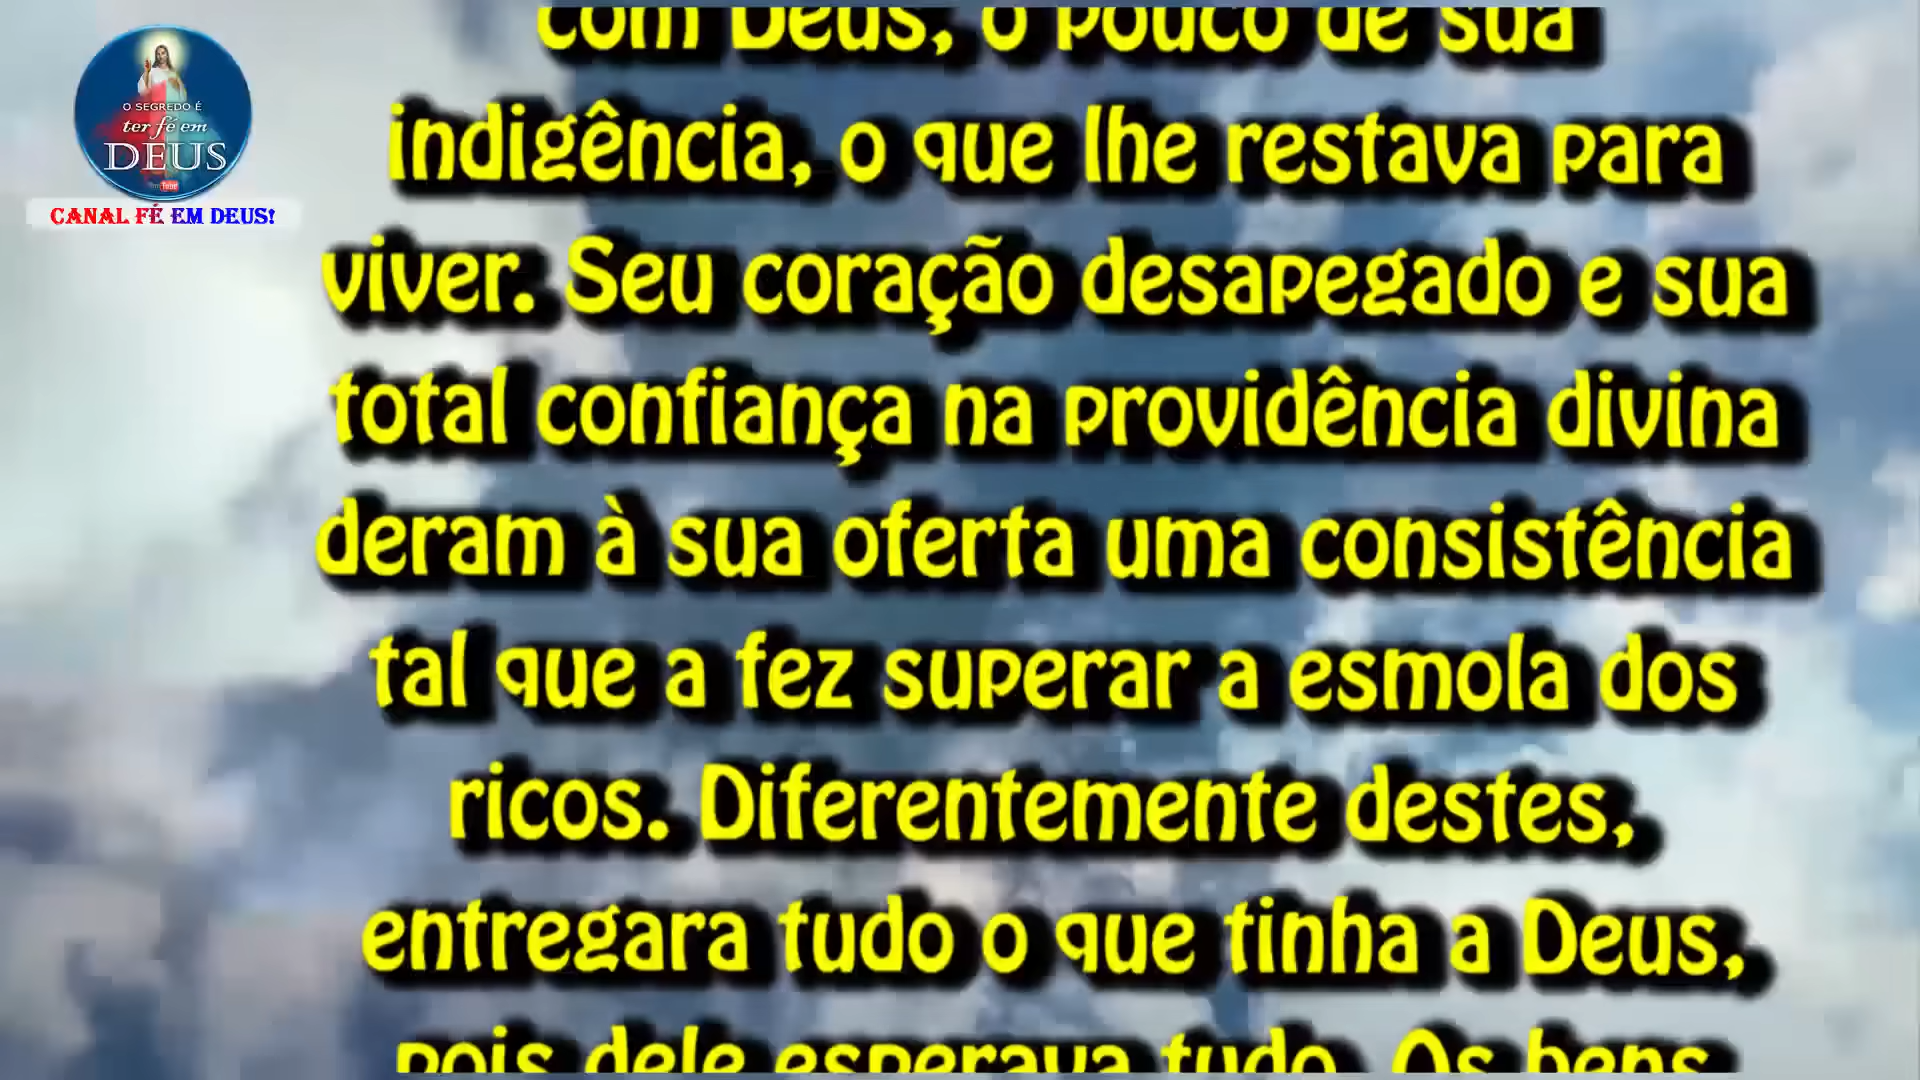 O SEGREDO É
ter fé em
DEUS
CANAL FÉ EM DEUS!
com Deus, o pouco de sua
indigência, o que lhe restava para
viver. Seu coração desapegado e sua
total confiança na providência divina
deram à sua oferta uma consistência
tal que a fez superar a esmola dos
ricos. Diferentemente destes,
entregara tudo o que tinha a Deus,
pois dele esperava tudo. Os bens